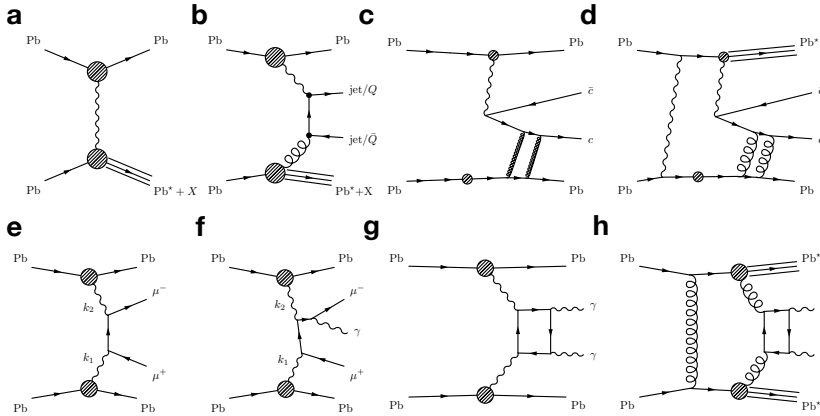 a
b
c
d
Pb
Pb
Pb
Pb* + X
Pb
Pb
jet/Q
jet/Q̄
Pb
Pb*+X
Pb
Pb
c̄
c
Pb
Pb
Pb
Pb*
Pb
Pb
e
f
g
h
Pb
Pb
k₂
μ⁻
k₁
μ⁺
Pb
Pb
Pb
Pb
k₂
μ⁻
γ
k₁
μ⁺
Pb
Pb
Pb
Pb
γ
γ
Pb
Pb
Pb
Pb*
Pb
Pb*